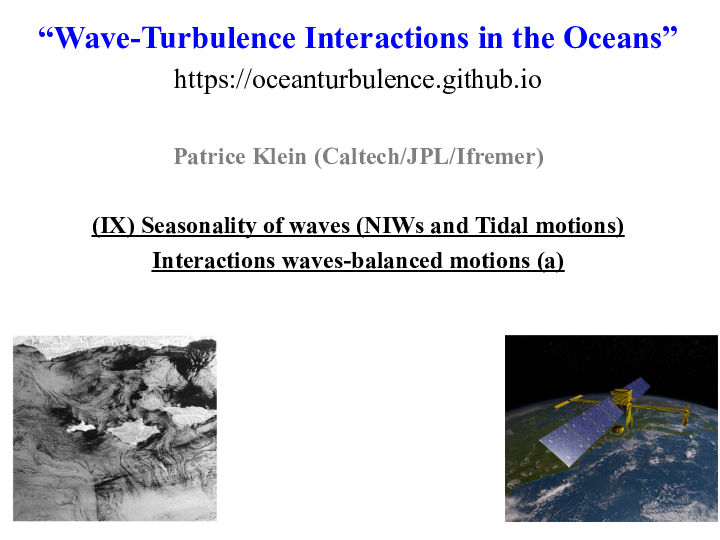 “Wave-Turbulence Interactions in the Oceans”
https://oceanturbulence.github.io
Patrice Klein (Caltech/JPL/Ifremer)
(IX) Seasonality of waves (NIWs and Tidal motions)
Interactions waves-balanced motions (a)